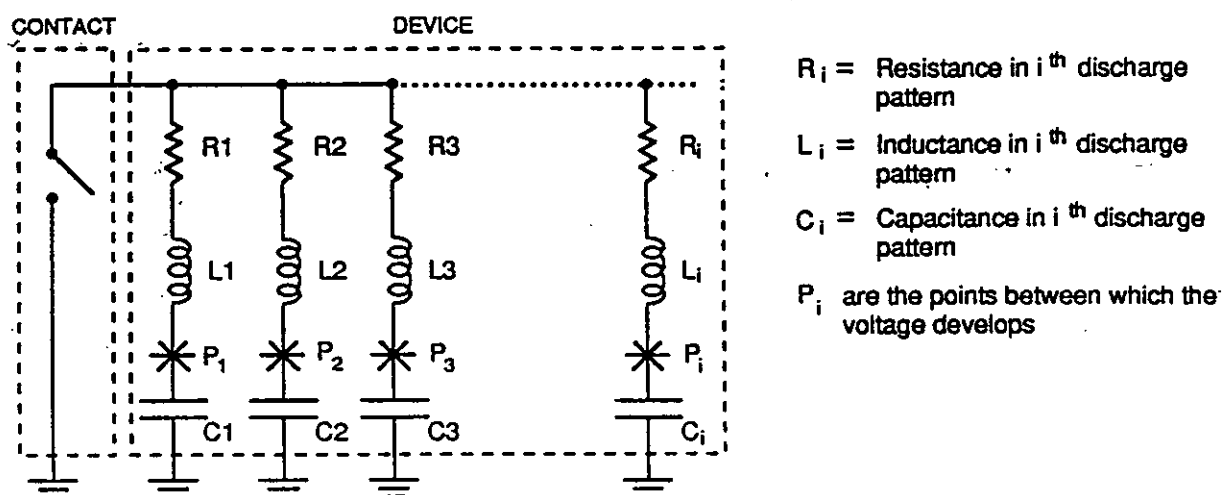 CONTACT
DEVICE
R1
R2
R3
Ri
L1
L2
L3
Li
P1
P2
P3
Pi
C1
C2
C3
Ci
Ri = Resistance in i th discharge
pattern
Li = Inductance in i th discharge
pattern
Ci = Capacitance in i th discharge
pattern
Pi are the points between which the
voltage develops